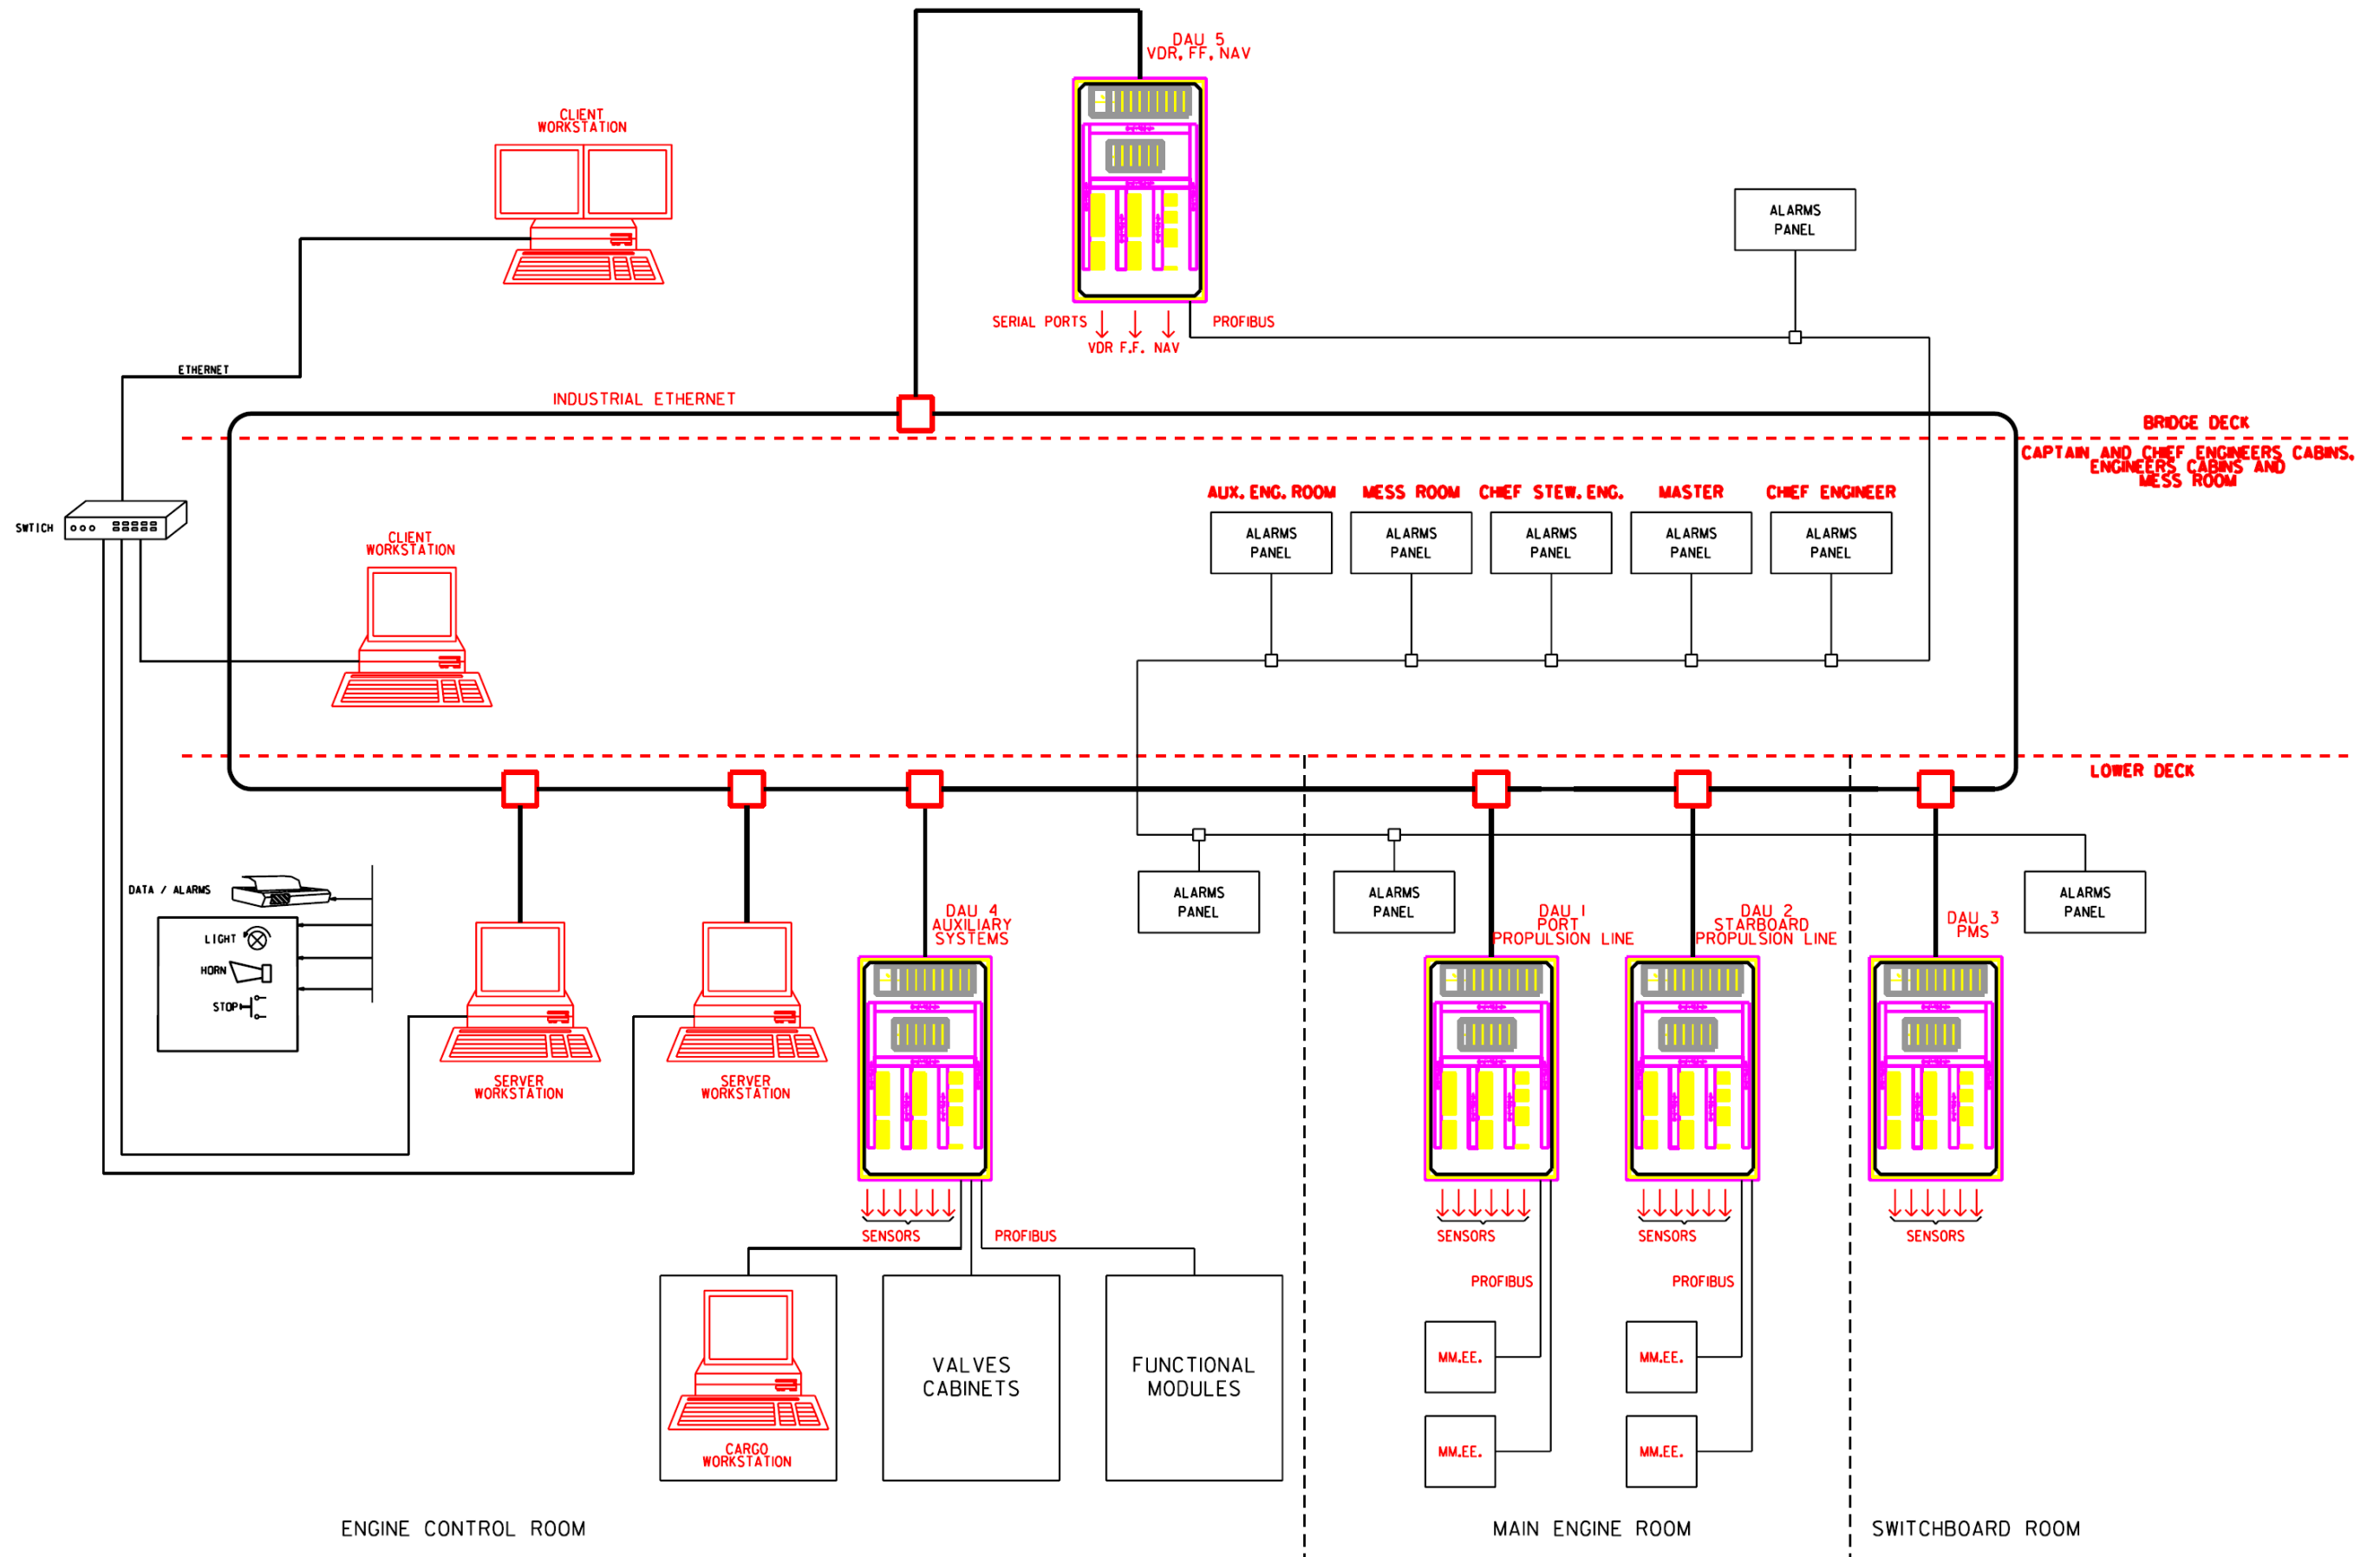 DAU 5
VDR, FF, NAV
CLIENT
WORKSTATION
ALARMS
PANEL
SERIAL PORTS
PROFIBUS
VDR F.F. NAV
ETHERNET
INDUSTRIAL ETHERNET
BRIDGE DECK
CAPTAIN AND CHIEF ENGINEERS CABINS,
ENGINEERS CABINS AND
MESS ROOM
AUX. ENG. ROOM
MESS ROOM
CHIEF STEW. ENG.
MASTER
CHIEF ENGINEER
ALARMS
PANEL
ALARMS
PANEL
ALARMS
PANEL
ALARMS
PANEL
ALARMS
PANEL
SWTICH
CLIENT
WORKSTATION
LOWER DECK
DATA / ALARMS
LIGHT
HORN
STOP
SERVER
WORKSTATION
SERVER
WORKSTATION
DAU 4
AUXILIARY
SYSTEMS
ALARMS
PANEL
ALARMS
PANEL
DAU 1
PORT
PROPULSION LINE
DAU 2
STARBOARD
PROPULSION LINE
DAU 3
PMS
ALARMS
PANEL
SENSORS
PROFIBUS
SENSORS
SENSORS
SENSORS
PROFIBUS
PROFIBUS
CARGO
WORKSTATION
VALVES
CABINETS
FUNCTIONAL
MODULES
MM.EE.
MM.EE.
MM.EE.
MM.EE.
ENGINE CONTROL ROOM
MAIN ENGINE ROOM
SWITCHBOARD ROOM